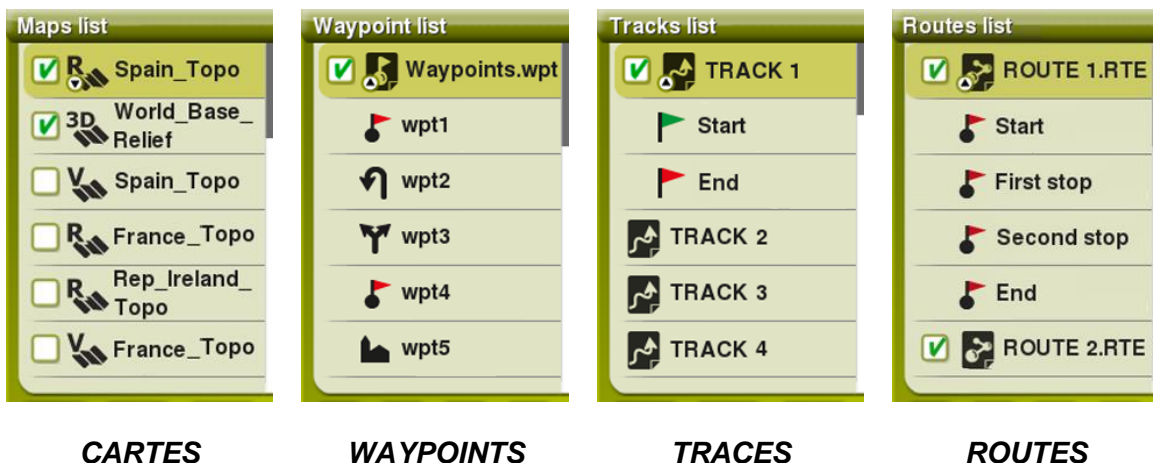 Maps list
R Spain_Topo
3D World_Base_
Relief
V Spain_Topo
R France_Topo
R Rep_Ireland_
Topo
V France_Topo
CARTES
Waypoint list
Waypoints.wpt
wpt1
wpt2
wpt3
wpt4
wpt5
WAYPOINTS
Tracks list
TRACK 1
Start
End
TRACK 2
TRACK 3
TRACK 4
TRACES
Routes list
ROUTE 1.RTE
Start
First stop
Second stop
End
ROUTE 2.RTE
ROUTES